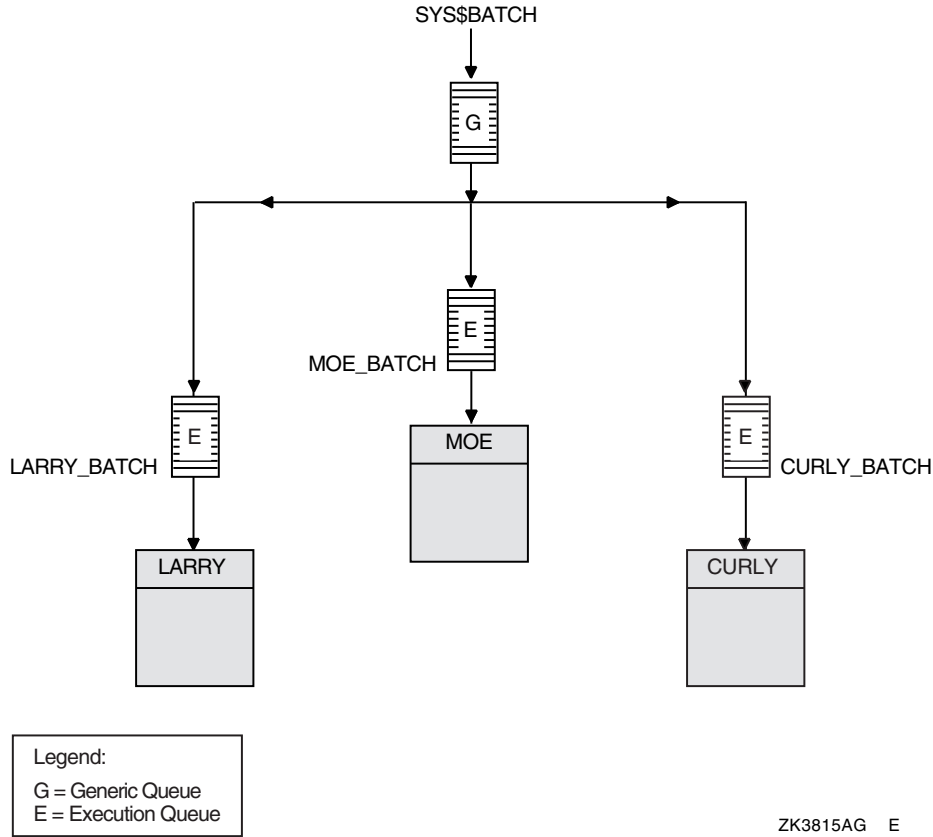 SYS$BATCH
G
E
MOE_BATCH
MOE
E
LARRY_BATCH
E
CURLY_BATCH
LARRY
CURLY
Legend:
G = Generic Queue
E = Execution Queue
ZK3815AG E